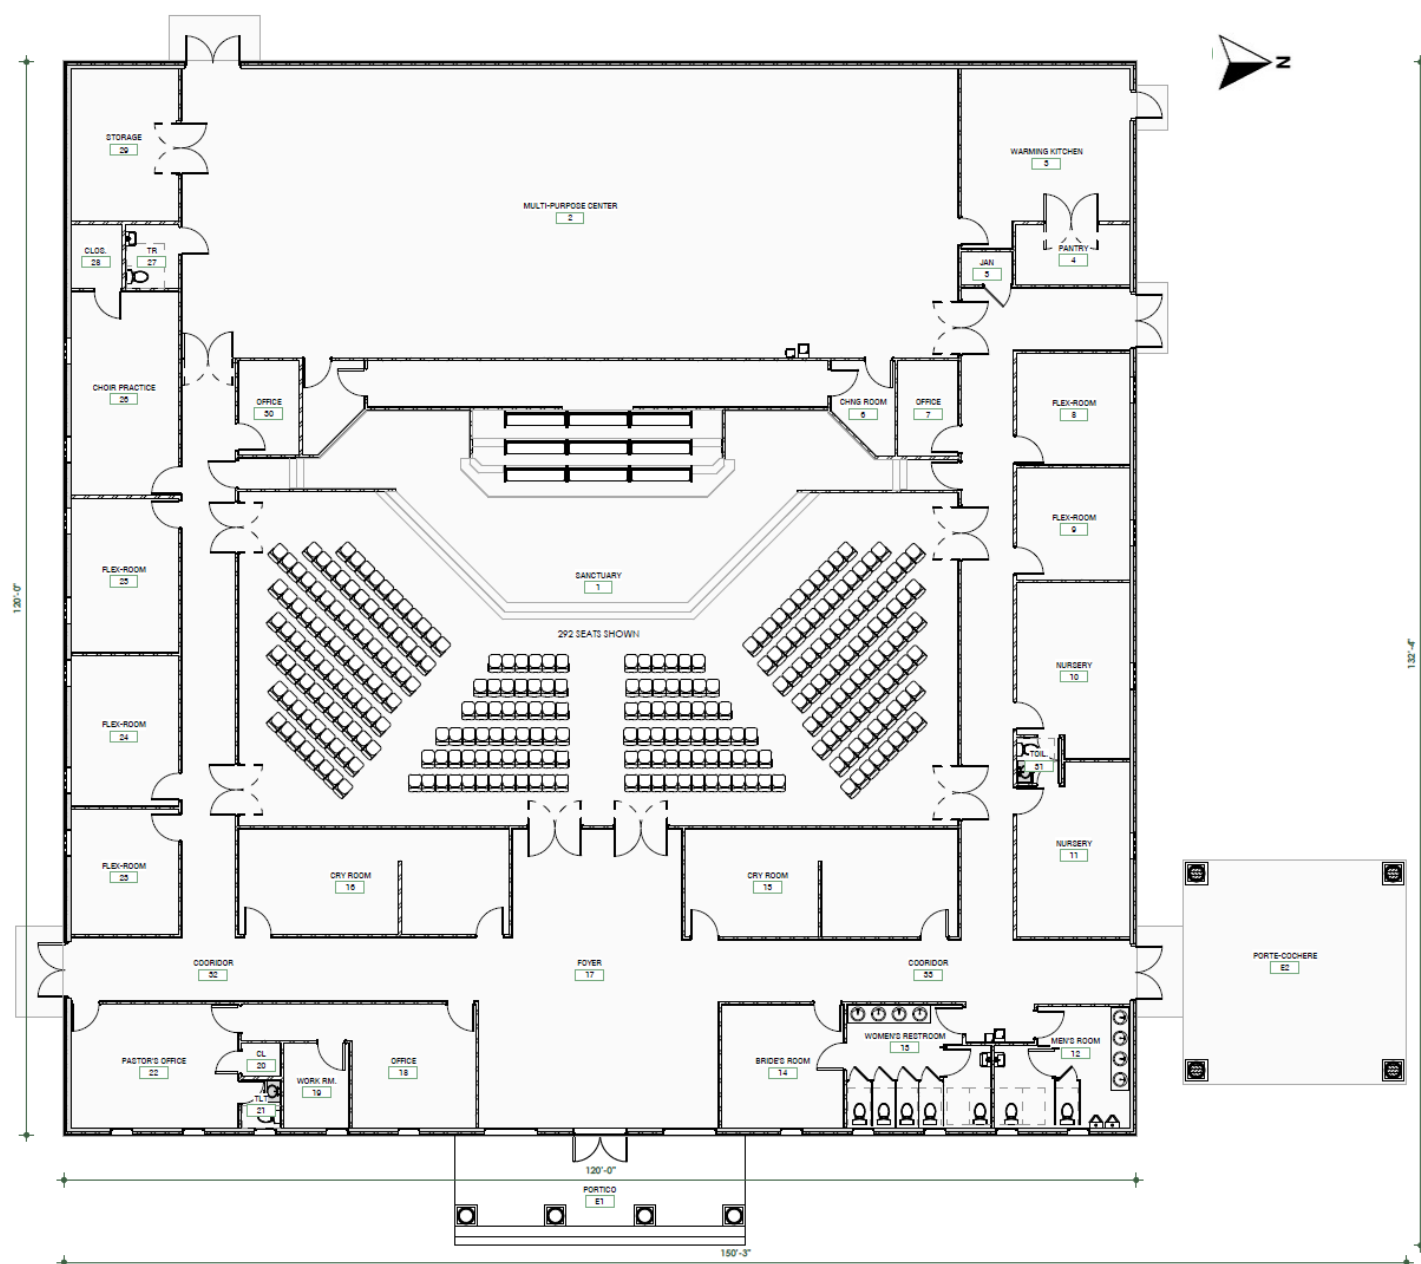 N
STORAGE
29
WARMING KITCHEN
3
MULTI-PURPOSE CENTER
2
CLOS.
28
TR
27
PANTRY
4
JAN
5
CHOIR PRACTICE
26
OFFICE
30
CHNG ROOM
6
OFFICE
7
FLEX-ROOM
8
FLEX-ROOM
9
FLEX-ROOM
25
SANCTUARY
1
292 SEATS SHOWN
120'-0"
132'-4"
NURSERY
10
FLEX-ROOM
24
TOIL.
31
NURSERY
11
FLEX-ROOM
23
CRY ROOM
16
CRY ROOM
15
COORIDOR
32
FOYER
17
COORIDOR
33
PORTE-COCHERE
E2
PASTOR'S OFFICE
22
CL
20
WORK RM.
19
TLT
21
OFFICE
18
BRIDE'S ROOM
14
WOMEN'S RESTROOM
13
MEN'S ROOM
12
120'-0"
PORTICO
E1
150'-3"